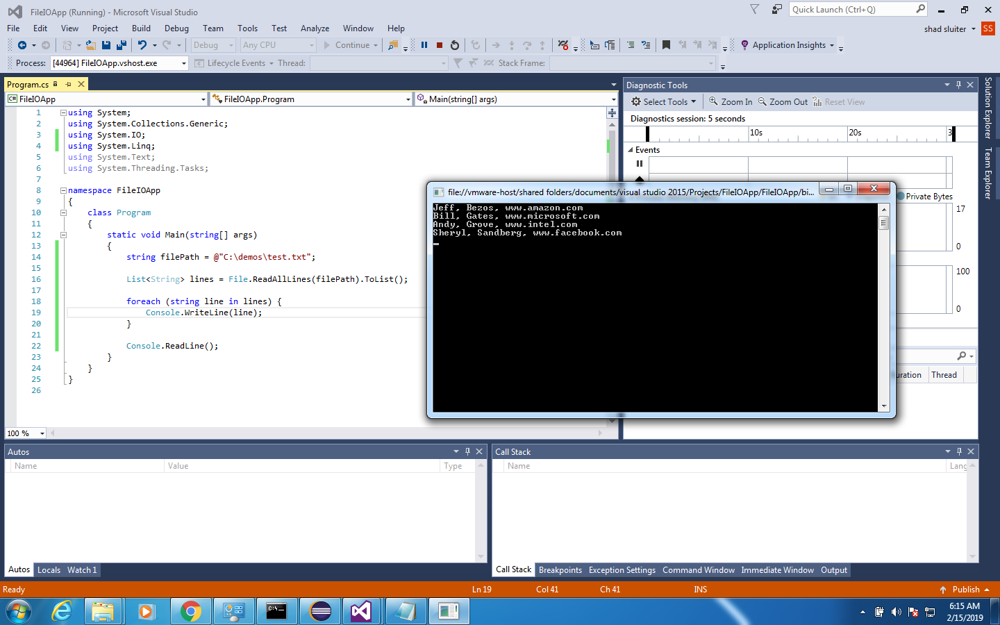 FileIOApp (Running) - Microsoft Visual Studio
Quick Launch (Ctrl+Q)
File Edit View Project Build Debug Team Tools Test Analyze Window Help
shad sluiter SS
Debug Any CPU Continue Application Insights
Process: [44964] FileIOApp.vshost.exe Lifecycle Events Thread: Stack Frame:
Program.cs
C# FileIOApp FileIOApp.Program Main(string[] args)
1 using System;
2 using System.Collections.Generic;
3 using System.IO;
4 using System.Linq;
5 using System.Text;
6 using System.Threading.Tasks;
7
8 namespace FileIOApp
9 {
10 class Program
11 {
12 static void Main(string[] args)
13 {
14 string filePath = @"C:\demos\test.txt";
15
16 List<String> lines = File.ReadAllLines(filePath).ToList();
17
18 foreach (string line in lines) {
19 Console.WriteLine(line);
20 }
21
22 Console.ReadLine();
23 }
24 }
25 }
26
100 %
Diagnostic Tools
Select Tools Zoom In Zoom Out Reset View
Diagnostics session: 5 seconds
10s 20s 3
Events
Private Bytes
17
0
100
0
uration Thread
file://vmware-host/shared folders/documents/visual studio 2015/Projects/FileIOApp/FileIOApp/bi...
Jeff, Bezos, www.amazon.com
Bill, Gates, www.microsoft.com
Andy, Grove, www.intel.com
Sheryl, Sandberg, www.facebook.com
Solution Explorer
Team Explorer
Autos
Name Value Type
Autos Locals Watch 1
Call Stack
Name Lang
Call Stack Breakpoints Exception Settings Command Window Immediate Window Output
Ready Ln 19 Col 41 Ch 41 INS Publish
C:\.
6:15 AM
2/15/2019